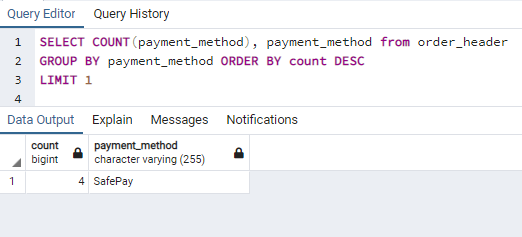 Query Editor Query History
1 SELECT COUNT(payment_method), payment_method from order_header
2 GROUP BY payment_method ORDER BY count DESC
3 LIMIT 1
4
Data Output Explain Messages Notifications
count payment_method
bigint character varying (255)
1 4 SafePay